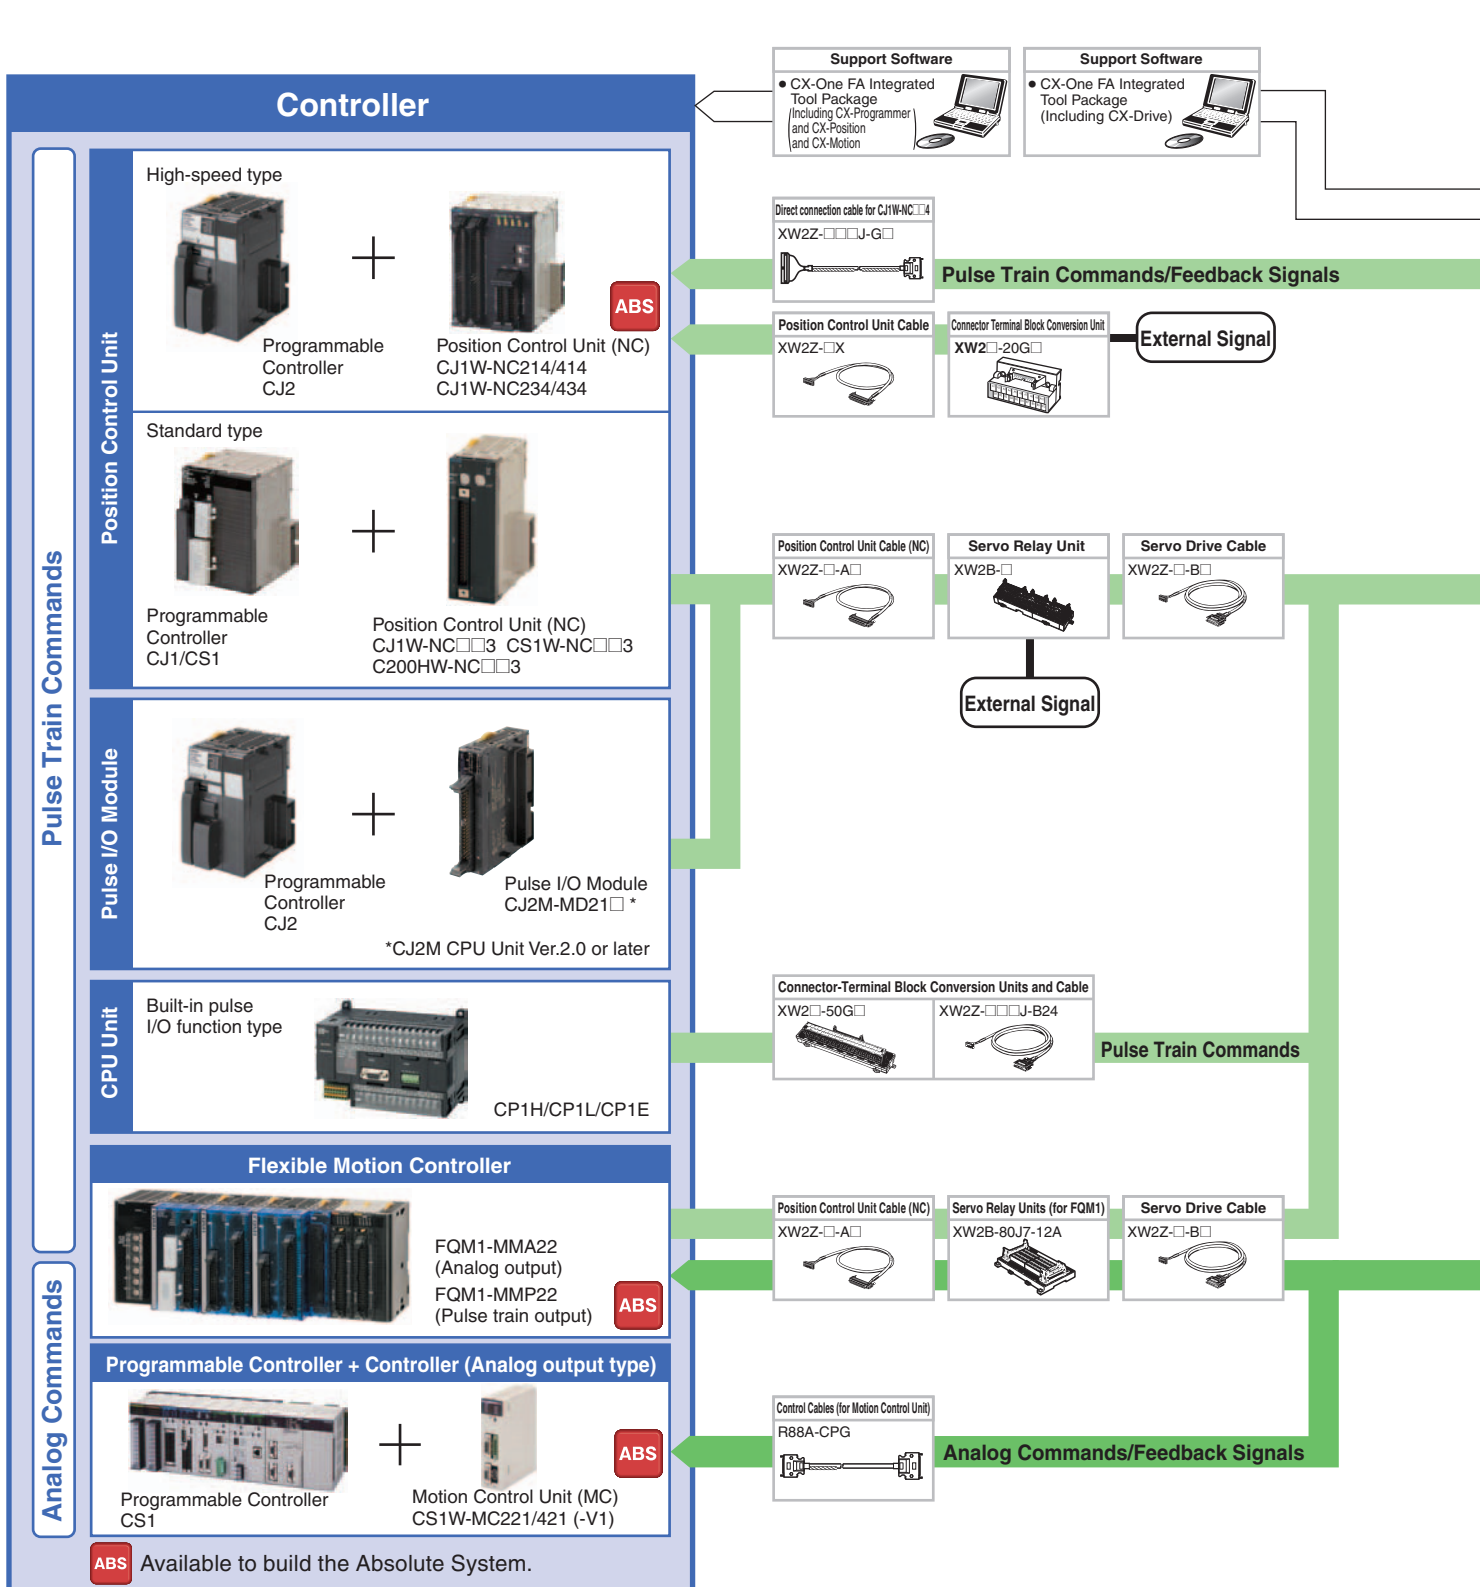 Support Software
● CX-One FA Integrated
Tool Package
(Including CX-Programmer
and CX-Position
and CX-Motion)
Support Software
● CX-One FA Integrated
Tool Package
(Including CX-Drive)
Controller
Pulse Train Commands
Analog Commands
Position Control Unit
High-speed type
Programmable
Controller
CJ2
+
Position Control Unit (NC)
CJ1W-NC214/414
CJ1W-NC234/434
ABS
Direct connection cable for CJ1W-NC□□4
XW2Z-□□□J-G□
Pulse Train Commands/Feedback Signals
Position Control Unit Cable
XW2Z-□X
Connector Terminal Block Conversion Unit
XW2□-20G□
External Signal
Standard type
Programmable
Controller
CJ1/CS1
+
Position Control Unit (NC)
CJ1W-NC□□3 CS1W-NC□□3
C200HW-NC□□3
Position Control Unit Cable (NC)
XW2Z-□-A□
Servo Relay Unit
XW2B-□
Servo Drive Cable
XW2Z-□-B□
External Signal
Pulse I/O Module
Programmable
Controller
CJ2
+
Pulse I/O Module
CJ2M-MD21□ *
*CJ2M CPU Unit Ver.2.0 or later
CPU Unit
Built-in pulse
I/O function type
CP1H/CP1L/CP1E
Connector-Terminal Block Conversion Units and Cable
XW2□-50G□
XW2Z-□□□J-B24
Pulse Train Commands
Flexible Motion Controller
FQM1-MMA22
(Analog output)
FQM1-MMP22
(Pulse train output)
ABS
Position Control Unit Cable (NC)
XW2Z-□-A□
Servo Relay Units (for FQM1)
XW2B-80J7-12A
Servo Drive Cable
XW2Z-□-B□
Programmable Controller + Controller (Analog output type)
Programmable Controller
CS1
+
Motion Control Unit (MC)
CS1W-MC221/421 (-V1)
ABS
Control Cables (for Motion Control Unit)
R88A-CPG
Analog Commands/Feedback Signals
ABS Available to build the Absolute System.